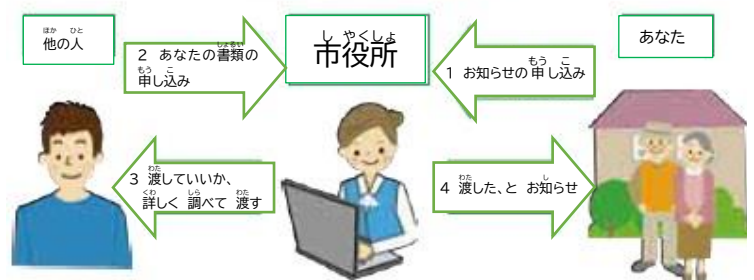 他の人
市役所
あなた
2 あなたの書類の
申し込み
1 お知らせの申し込み
3 渡していいか、
詳しく 調べて 渡す
4 渡した、と お知らせ